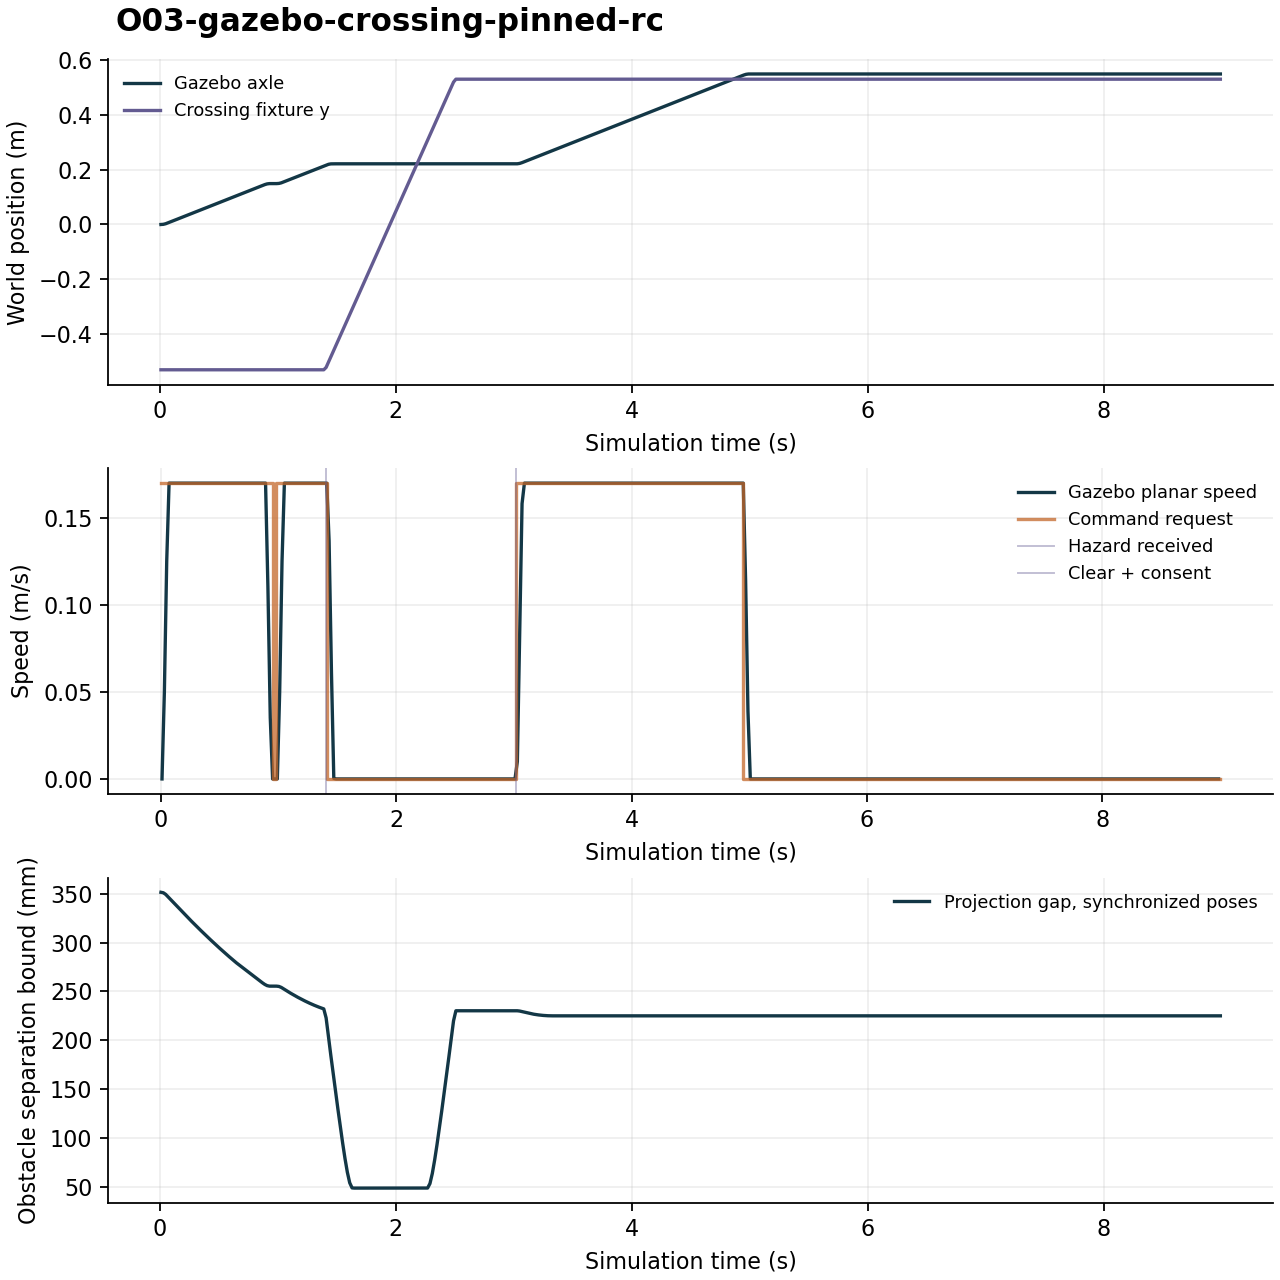 O03-gazebo-crossing-pinned-rc
World position (m)
0.6
0.4
0.2
0.0
−0.2
−0.4
Gazebo axle
Crossing fixture y
0 2 4 6 8
Simulation time (s)
Speed (m/s)
0.15
0.10
0.05
0.00
Gazebo planar speed
Command request
Hazard received
Clear + consent
0 2 4 6 8
Simulation time (s)
Obstacle separation bound (mm)
350
300
250
200
150
100
50
Projection gap, synchronized poses
0 2 4 6 8
Simulation time (s)